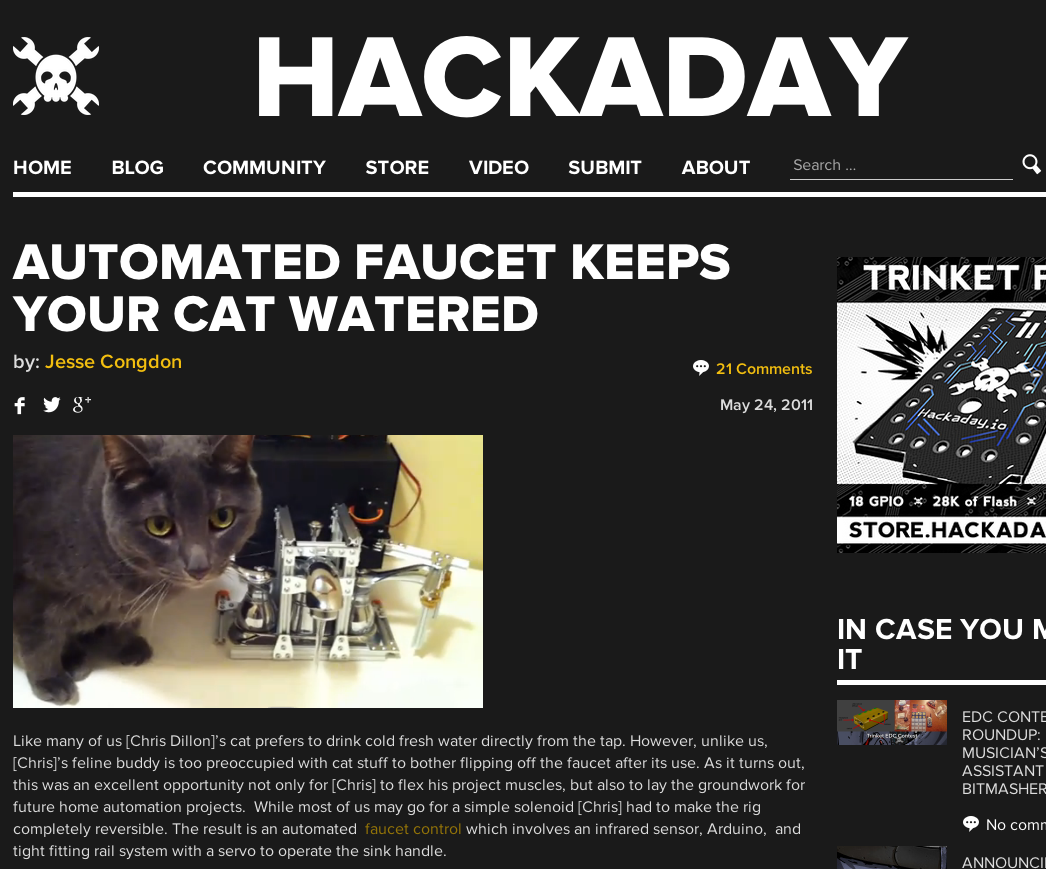 HACKADAY
HOME BLOG COMMUNITY STORE VIDEO SUBMIT ABOUT Search ...
AUTOMATED FAUCET KEEPS
YOUR CAT WATERED
by: Jesse Congdon
21 Comments
May 24, 2011
Like many of us [Chris Dillon]’s cat prefers to drink cold fresh water directly from the tap. However, unlike us,
[Chris]’s feline buddy is too preoccupied with cat stuff to bother flipping off the faucet after its use. As it turns out,
this was an excellent opportunity not only for [Chris] to flex his project muscles, but also to lay the groundwork for
future home automation projects.  While most of us may go for a simple solenoid [Chris] had to make the rig
completely reversible. The result is an automated  faucet control which involves an infrared sensor, Arduino,  and
tight fitting rail system with a servo to operate the sink handle.
TRINKET
Hackaday.io
18 GPIO × 28K of Flash ×
STORE.HACKADA
IN CASE YOU M
IT
Trinket EDC Contest
EDC CONTE
ROUNDUP:
MUSICIAN’S
ASSISTANT
BITMASHER
No comm
ANNOUNCI